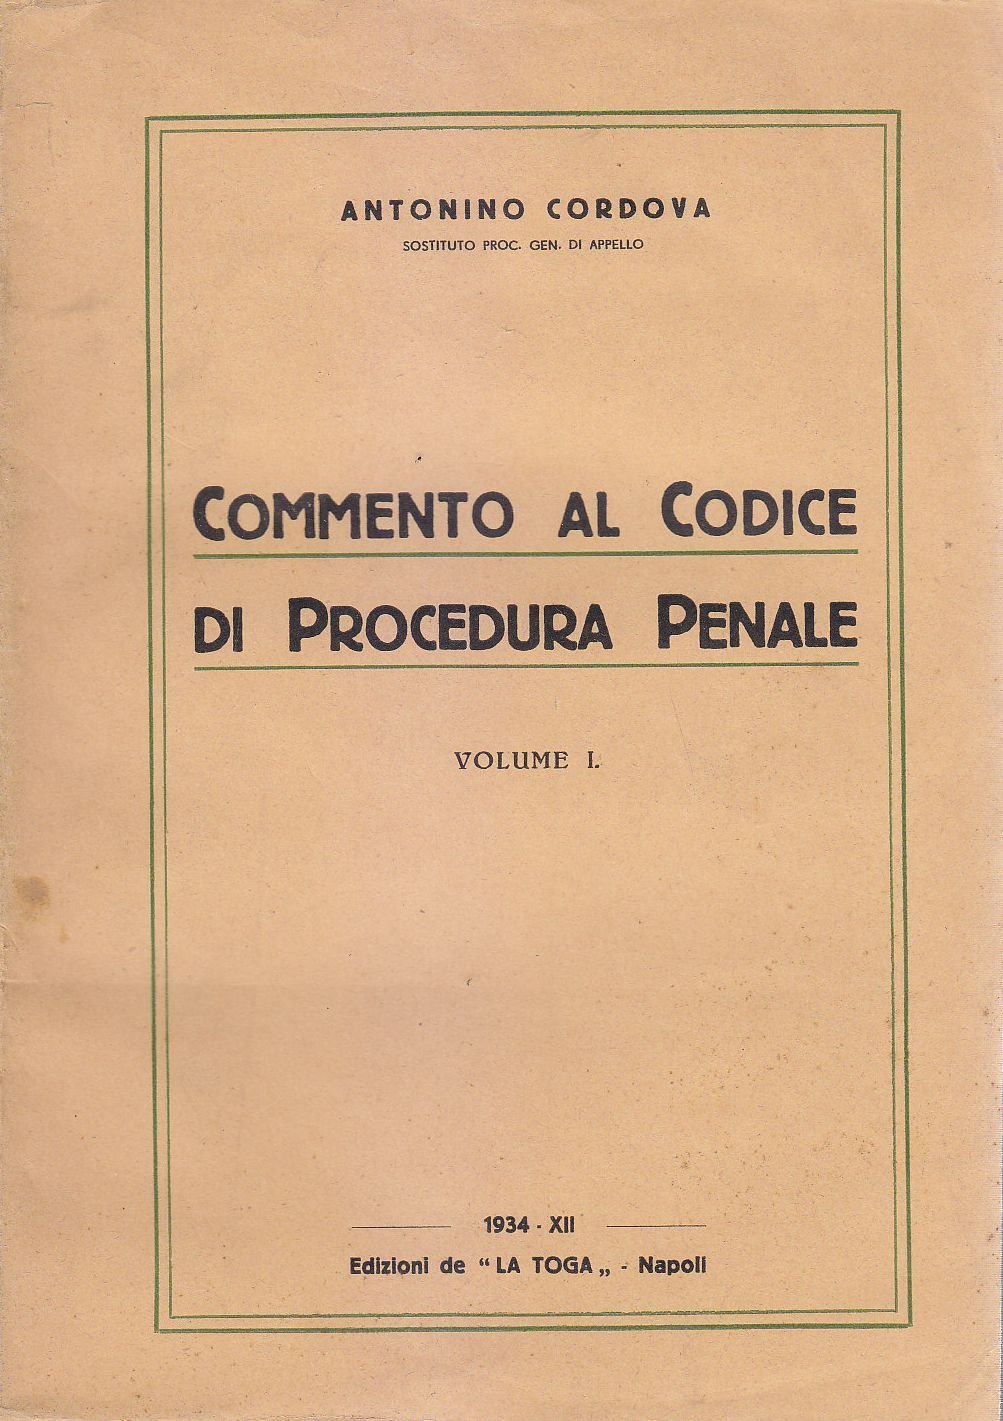 ANTONINO CORDOVA
SOSTITUTO PROC. GEN. DI APPELLO
COMMENTO AL CODICE
DI PROCEDURA PENALE
VOLUME I.
1934 - XII
Edizioni de “ LA TOGA „ - Napoli